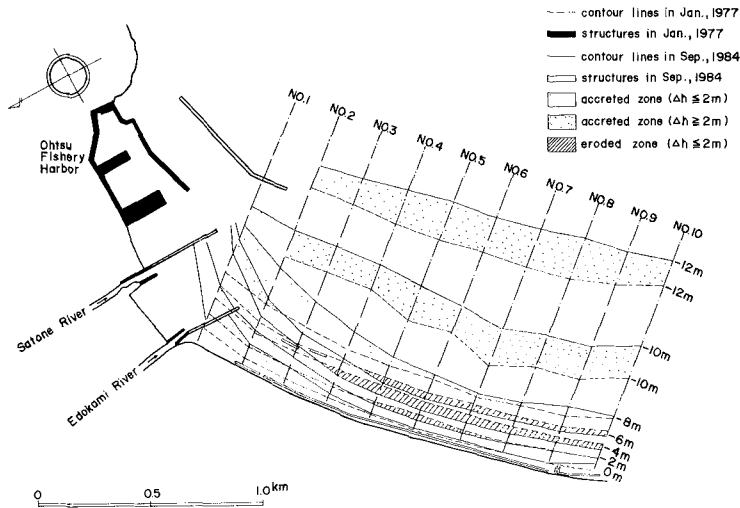 contour lines in Jan., 1977
structures in Jan., 1977
contour lines in Sep., 1984
structures in Sep., 1984
accreted zone (Δh ≦ 2m)
accreted zone (Δh ≧ 2m)
eroded zone (Δh ≦ 2m)
Ohtsu
Fishery
Harbor
NO.1
NO.2
NO.3
NO.4
NO.5
NO.6
NO.7
NO.8
NO.9
NO.10
-12m
-12m
-10m
-10m
-8m
-6m
-4m
-2m
0m
Satone River
Edokami River
0
0.5
1.0 km